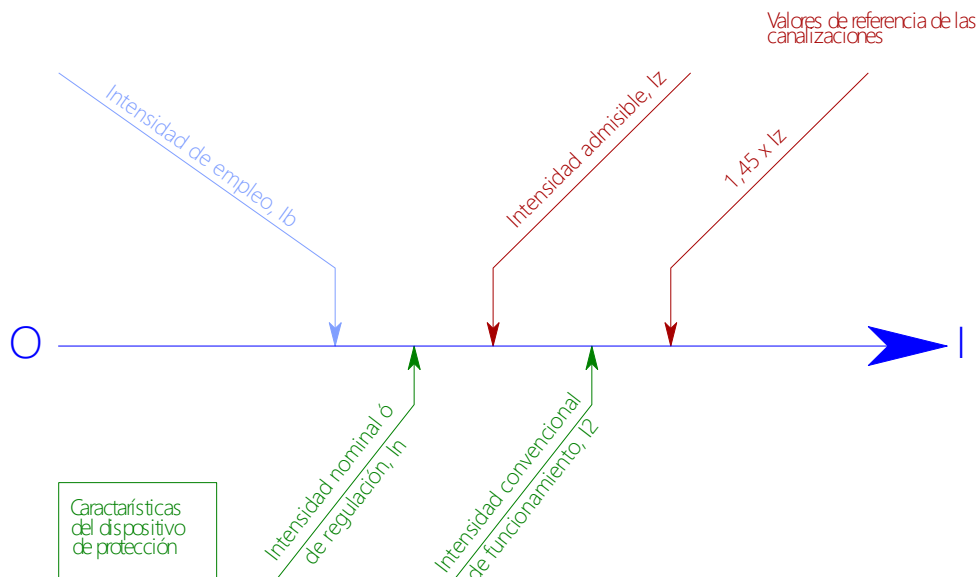 Valores de referencia de las
canalizaciones
Intensidad de empleo, Ib
Intensidad admisible, Iz
1,45 x Iz
O
I
Intensidad nominal ó
de regulación, In
Intensidad convencional
de funcionamiento, I2
Caractarísticas
del dispositivo
de protección